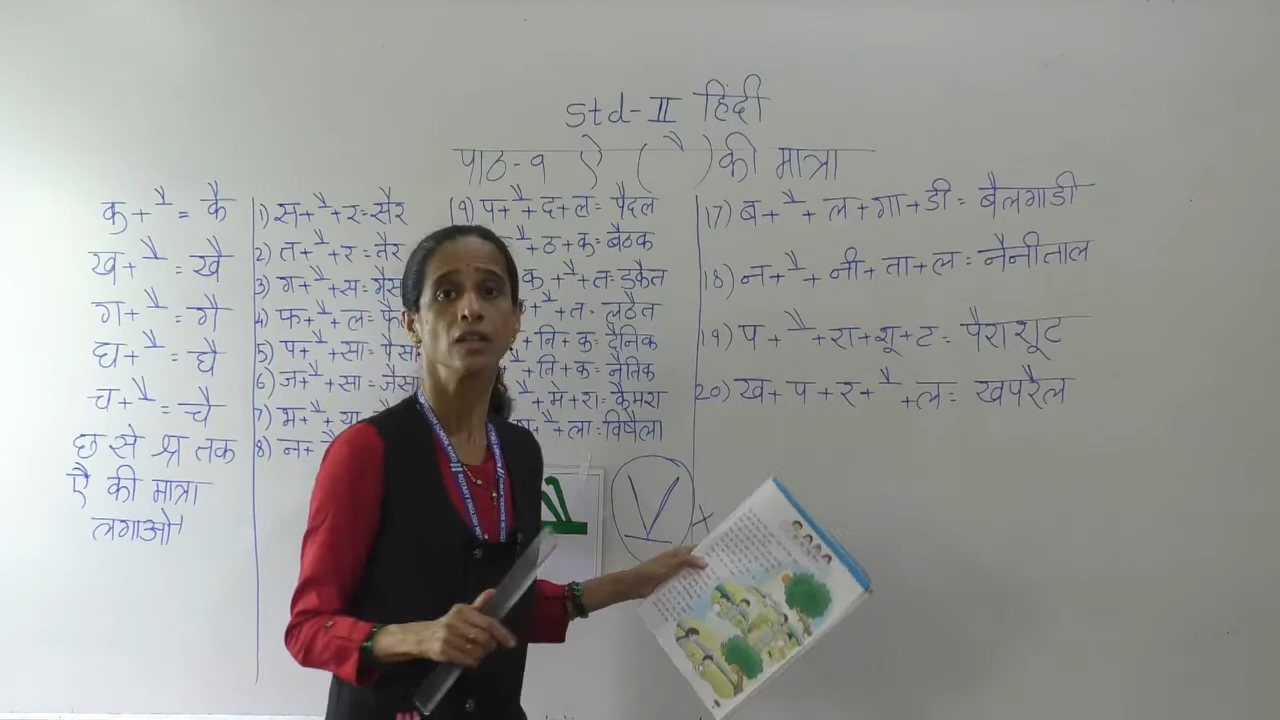 Std-II हिंदी
पाठ-९ ऐ ( ै ) की मात्रा
क + ै = कै
ख + ै = खै
ग + ै = गै
घ + ै = घै
च + ै = चै
छ से श्र तक
ऐ की मात्रा
लगाओ
1) स + ै + र = सैर
2) त + ै + र = तैर
3) ग + ै + स = गैस
4) फ + ै + ल =
5) प + ै + सा = पैसा
6) ज + ै + सा = जैसा
7) भ + ै + या =
8) न +
9) प + ै + द + ल = पैदल
+ ठ + क = बैठक
क + ै + त = डकैत
+ त = लठैत
+ नि + क = दैनिक
+ ति + क = नैतिक
+ मे + रा = कैमरा
+ ला = विषैला
17) ब + ै + ल + गा + डी = बैलगाडी
18) न + ै + नी + ता + ल = नैनीताल
19) प + ै + रा + शू + ट = पैराशूट
20) ख + प + र + ै + ल = खपरैल